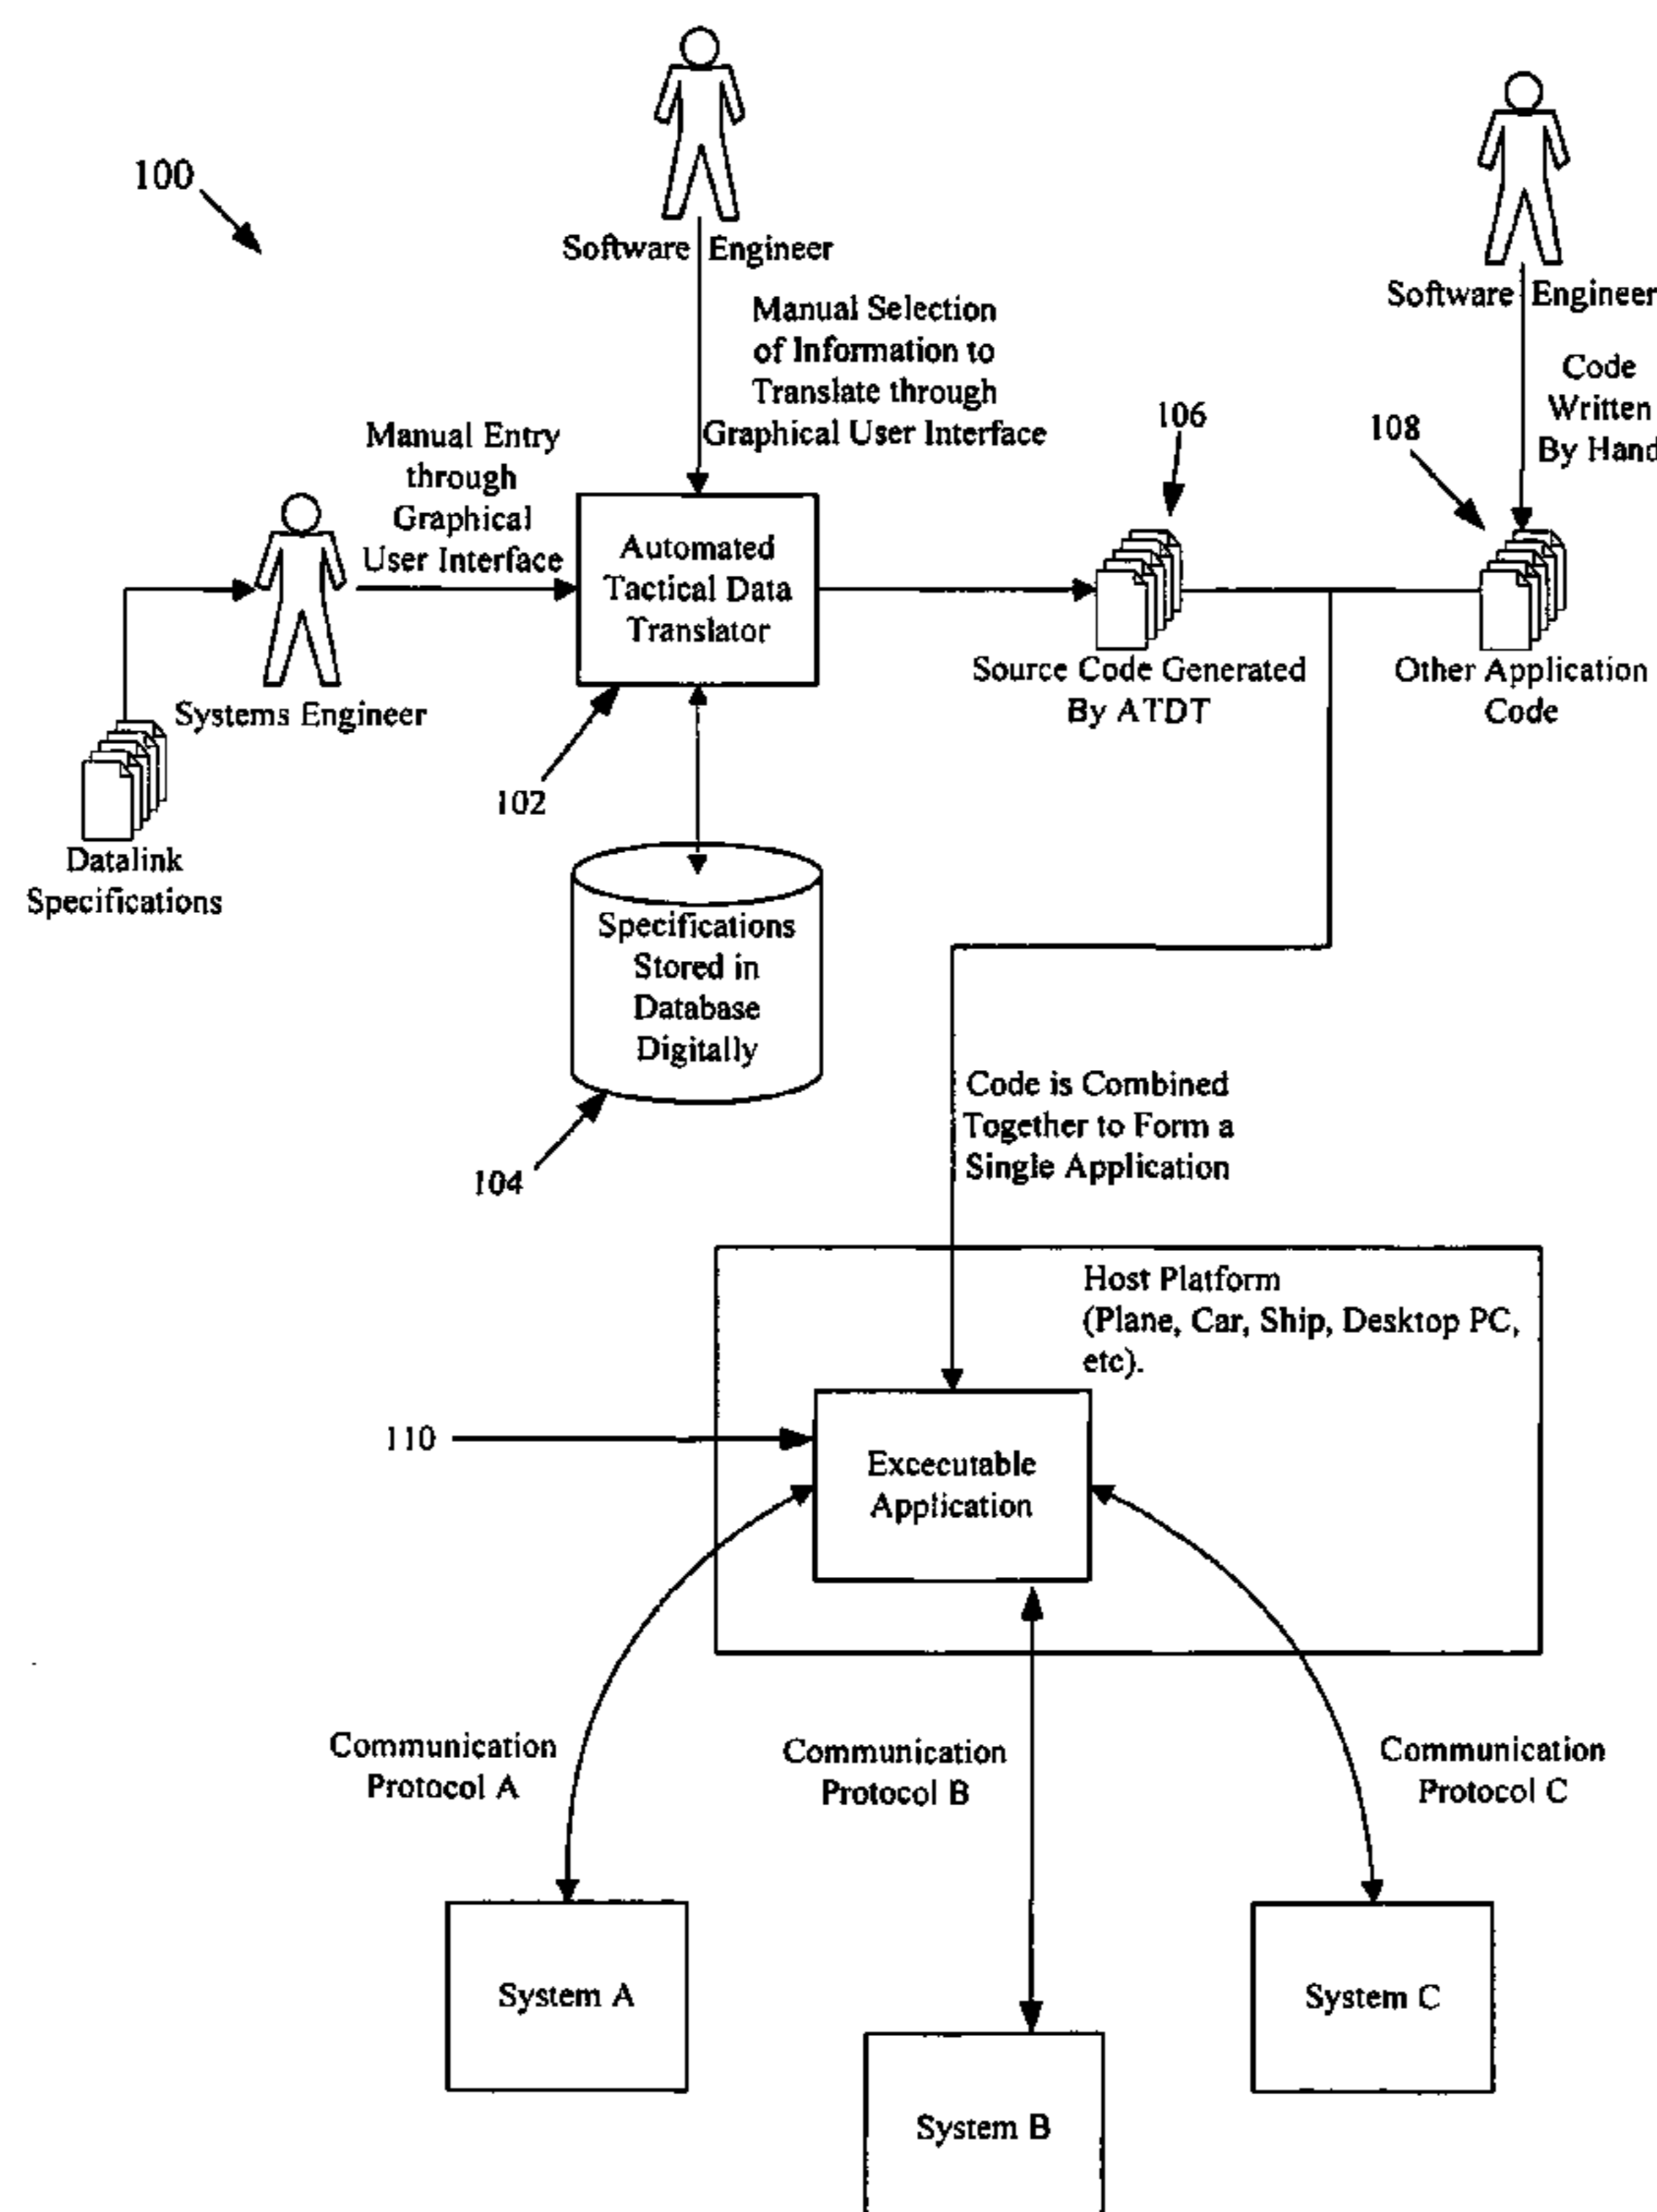 100
Software Engineer
Manual Selection
of Information to
Translate through
Graphical User Interface
Software Engineer
Code
Written
By Hand
106
108
Manual Entry
through
Graphical
User Interface
Automated
Tactical Data
Translator
Systems Engineer
Source Code Generated
By ATDT
Other Application
Code
102
Datalink
Specifications
Specifications
Stored in
Database
Digitally
104
Code is Combined
Together to Form a
Single Application
Host Platform
(Plane, Car, Ship, Desktop PC,
etc).
110
Excecutable
Application
Communication
Protocol A
Communication
Protocol B
Communication
Protocol C
System A
System C
System B